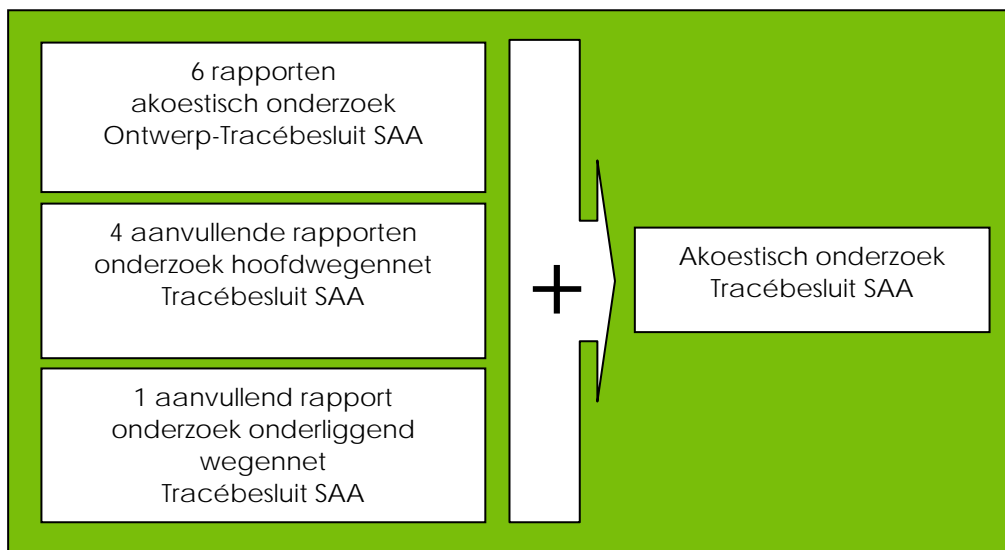 6 rapporten
akoestisch onderzoek
Ontwerp-Tracébesluit SAA
4 aanvullende rapporten
onderzoek hoofdwegennet
Tracébesluit SAA
1 aanvullend rapport
onderzoek onderliggend
wegennet
Tracébesluit SAA
+
Akoestisch onderzoek
Tracébesluit SAA